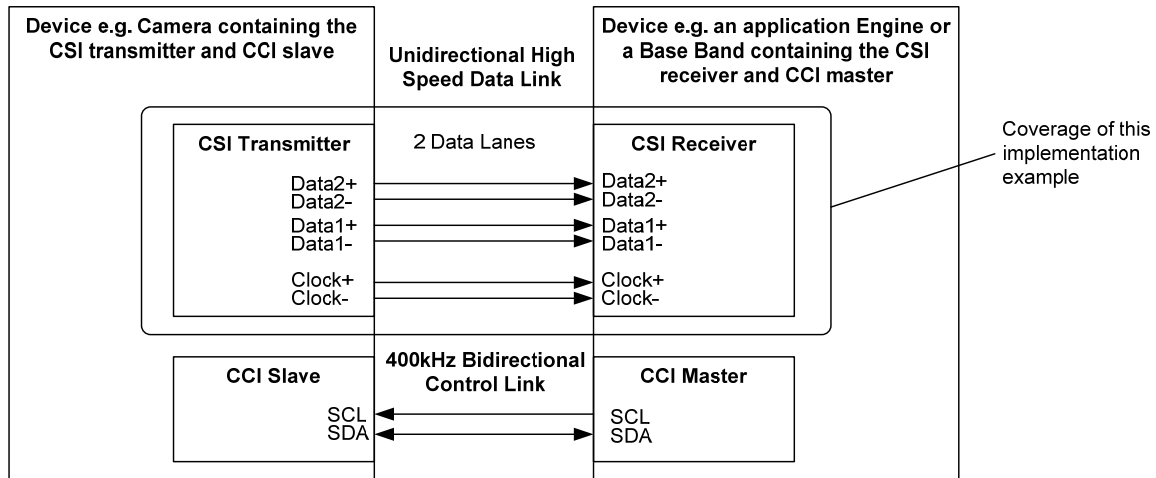 Device e.g. Camera containing the
CSI transmitter and CCI slave
Unidirectional High
Speed Data Link
Device e.g. an application Engine or
a Base Band containing the CSI
receiver and CCI master
CSI Transmitter
2 Data Lanes
CSI Receiver
Data2+
Data2-
Data1+
Data1-
Clock+
Clock-
Data2+
Data2-
Data1+
Data1-
Clock+
Clock-
Coverage of this
implementation
example
CCI Slave
400kHz Bidirectional
Control Link
CCI Master
SCL
SDA
SCL
SDA